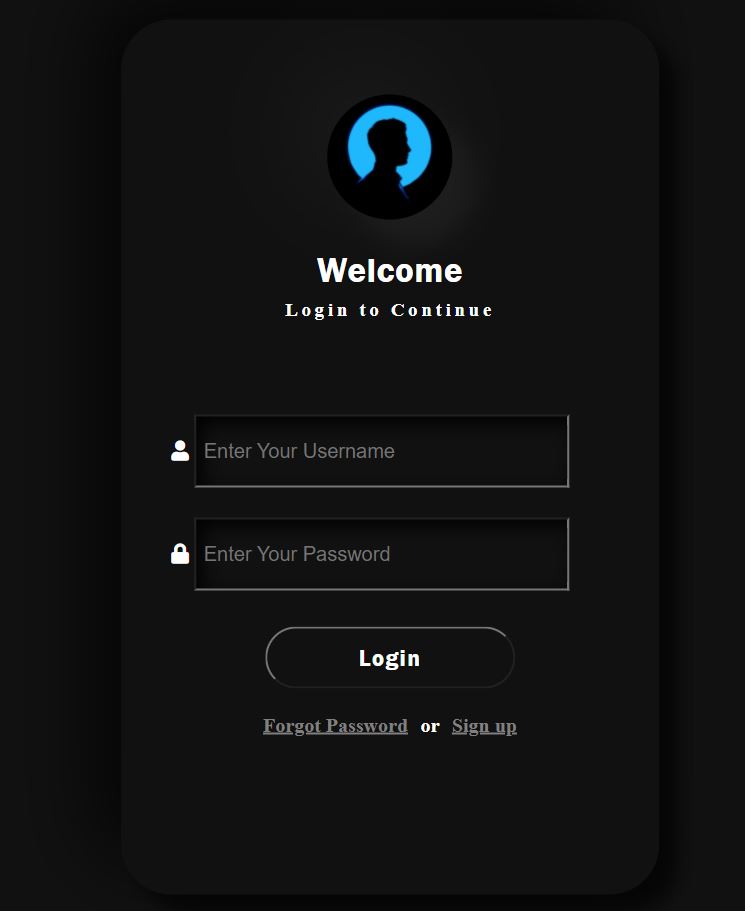 Welcome
Login to Continue
Enter Your Username
Enter Your Password
Login
Forgot Password or Sign up